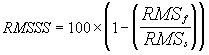 RMSSS = 100 × (1 − (RMS_f / RMS_s))